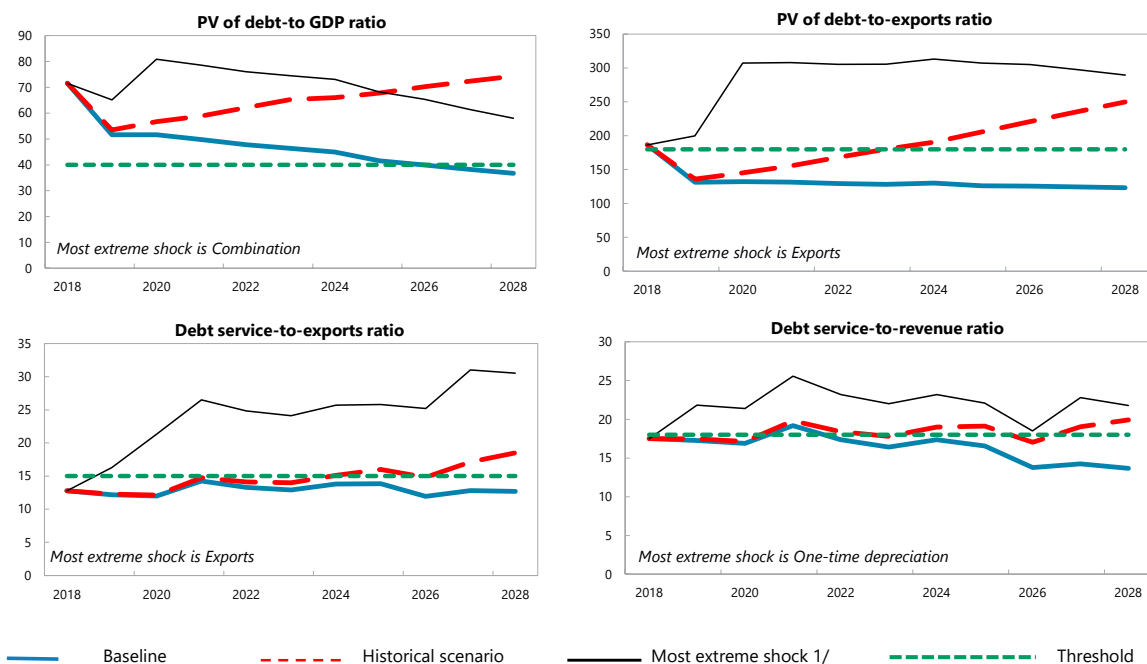 PV of debt-to GDP ratio
90
80
70
60
50
40
30
20
10
0
Most extreme shock is Combination
2018 2020 2022 2024 2026 2028
PV of debt-to-exports ratio
350
300
250
200
150
100
50
0
Most extreme shock is Exports
2018 2020 2022 2024 2026 2028
Debt service-to-exports ratio
35
30
25
20
15
10
5
0
Most extreme shock is Exports
2018 2020 2022 2024 2026 2028
Debt service-to-revenue ratio
30
25
20
15
10
5
0
Most extreme shock is One-time depreciation
2018 2020 2022 2024 2026 2028
Baseline Historical scenario Most extreme shock 1/ Threshold